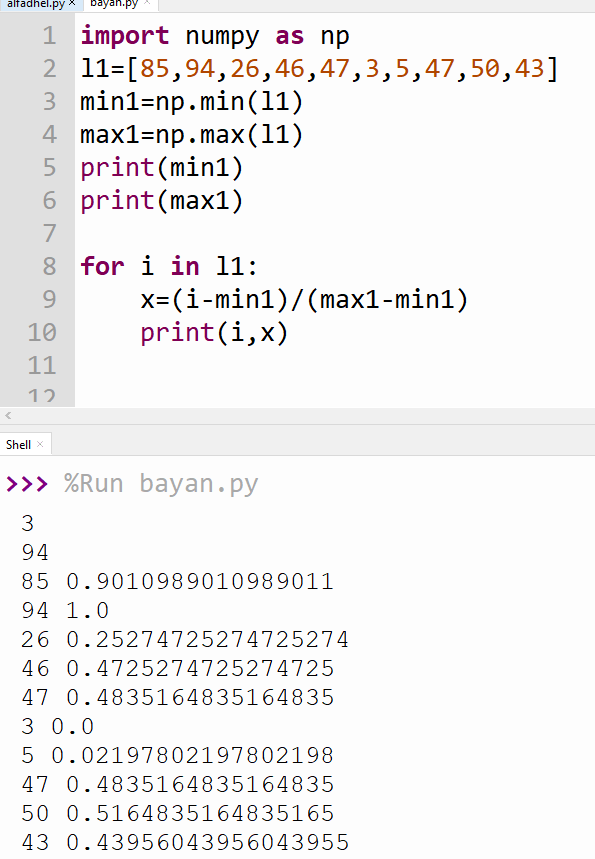 alfadhel.py × bayan.py ×
1 import numpy as np
2 l1=[85,94,26,46,47,3,5,47,50,43]
3 min1=np.min(l1)
4 max1=np.max(l1)
5 print(min1)
6 print(max1)
7
8 for i in l1:
9     x=(i-min1)/(max1-min1)
10     print(i,x)
11
12
Shell ×
>>> %Run bayan.py
3
94
85 0.9010989010989011
94 1.0
26 0.25274725274725274
46 0.4725274725274725
47 0.4835164835164835
3 0.0
5 0.02197802197802198
47 0.4835164835164835
50 0.5164835164835165
43 0.43956043956043955